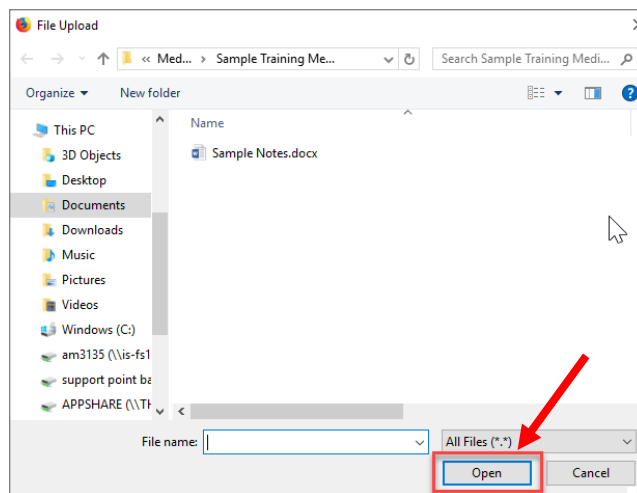 File Upload
« Med... › Sample Training Me...
Search Sample Training Medi...
Organize
New folder
This PC
3D Objects
Desktop
Documents
Downloads
Music
Pictures
Videos
Windows (C:)
am3135 (\\is-fs1
support point ba
APPSHARE (\\TH
Name
Sample Notes.docx
File name:
All Files (*.*)
Open
Cancel